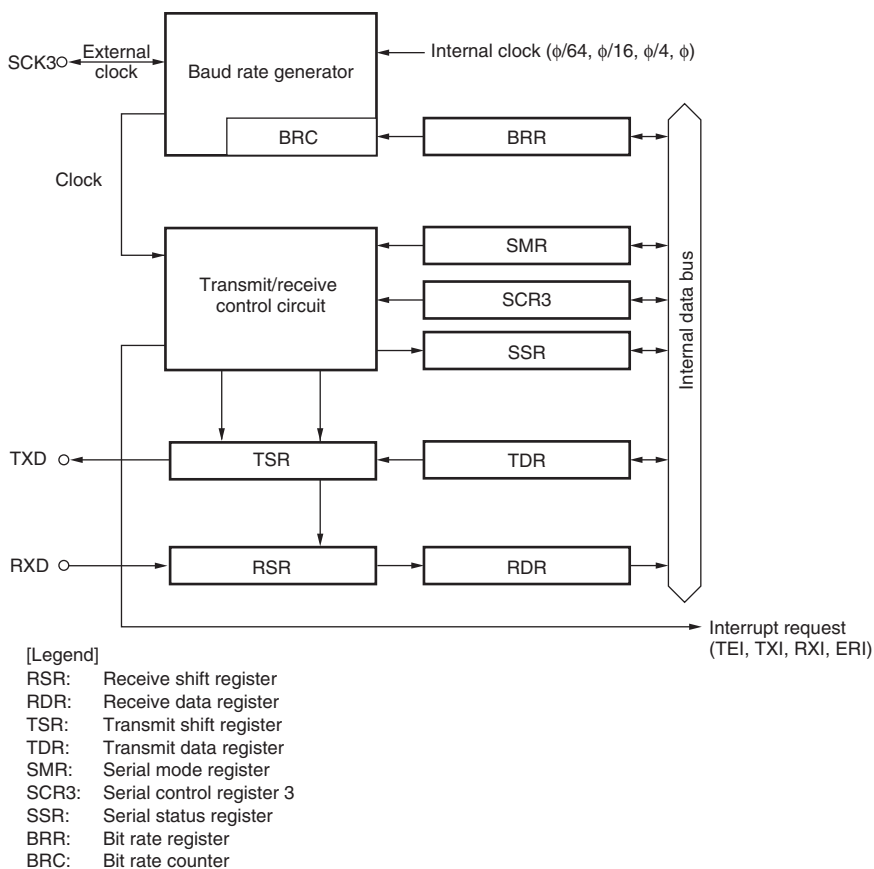 SCK3
External
clock
Baud rate generator
Internal clock (ϕ/64, ϕ/16, ϕ/4, ϕ)
BRC
BRR
Clock
Transmit/receive
control circuit
SMR
SCR3
SSR
Internal data bus
TXD
TSR
TDR
RXD
RSR
RDR
Interrupt request
(TEI, TXI, RXI, ERI)
[Legend]
RSR: Receive shift register
RDR: Receive data register
TSR: Transmit shift register
TDR: Transmit data register
SMR: Serial mode register
SCR3: Serial control register 3
SSR: Serial status register
BRR: Bit rate register
BRC: Bit rate counter